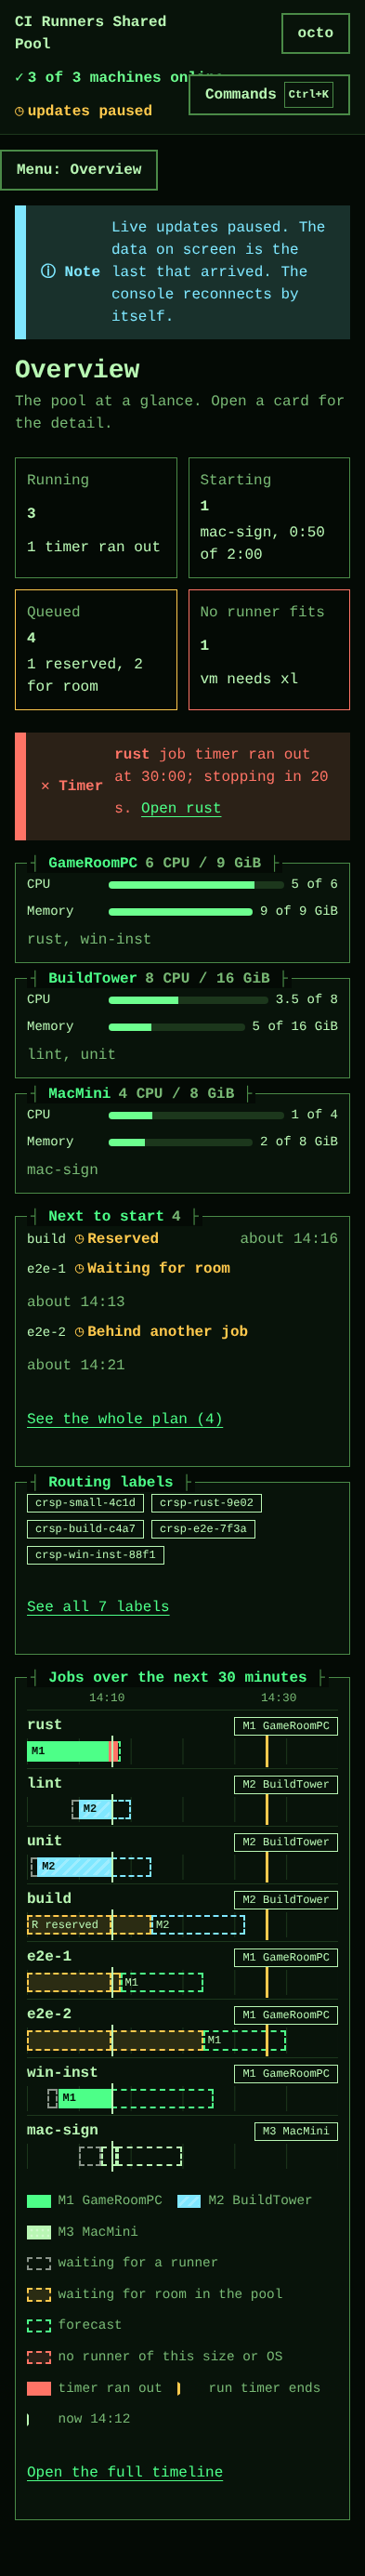 CI Runners Shared
Pool
octo
✓ 3 of 3 machines
Commands Ctrl+K
◷ updates paused
Menu: Overview
ⓘ Note
Live updates paused. The
data on screen is the
last that arrived. The
console reconnects by
itself.
Overview
The pool at a glance. Open a card for
the detail.
Running
3
1 timer ran out
Starting
1
mac-sign, 0:50
of 2:00
Queued
4
1 reserved, 2
for room
No runner fits
1
vm needs xl
× Timer
rust job timer ran out
at 30:00; stopping in 20
s. Open rust
GameRoomPC 6 CPU / 9 GiB
CPU 5 of 6
Memory 9 of 9 GiB
rust, win-inst
BuildTower 8 CPU / 16 GiB
CPU 3.5 of 8
Memory 5 of 16 GiB
lint, unit
MacMini 4 CPU / 8 GiB
CPU 1 of 4
Memory 2 of 8 GiB
mac-sign
Next to start 4
build ◷ Reserved about 14:16
e2e-1 ◷ Waiting for room
about 14:13
e2e-2 ◷ Behind another job
about 14:21
See the whole plan (4)
Routing labels
crsp-small-4c1d crsp-rust-9e02
crsp-build-c4a7 crsp-e2e-7f3a
crsp-win-inst-88f1
See all 7 labels
Jobs over the next 30 minutes
14:10 14:30
rust M1 GameRoomPC
M1
lint M2 BuildTower
M2
unit M2 BuildTower
M2
build M2 BuildTower
R reserved M2
e2e-1 M1 GameRoomPC
M1
e2e-2 M1 GameRoomPC
M1
win-inst M1 GameRoomPC
M1
mac-sign M3 MacMini
M1 GameRoomPC M2 BuildTower
M3 MacMini
waiting for a runner
waiting for room in the pool
forecast
no runner of this size or OS
timer ran out run timer ends
now 14:12
Open the full timeline